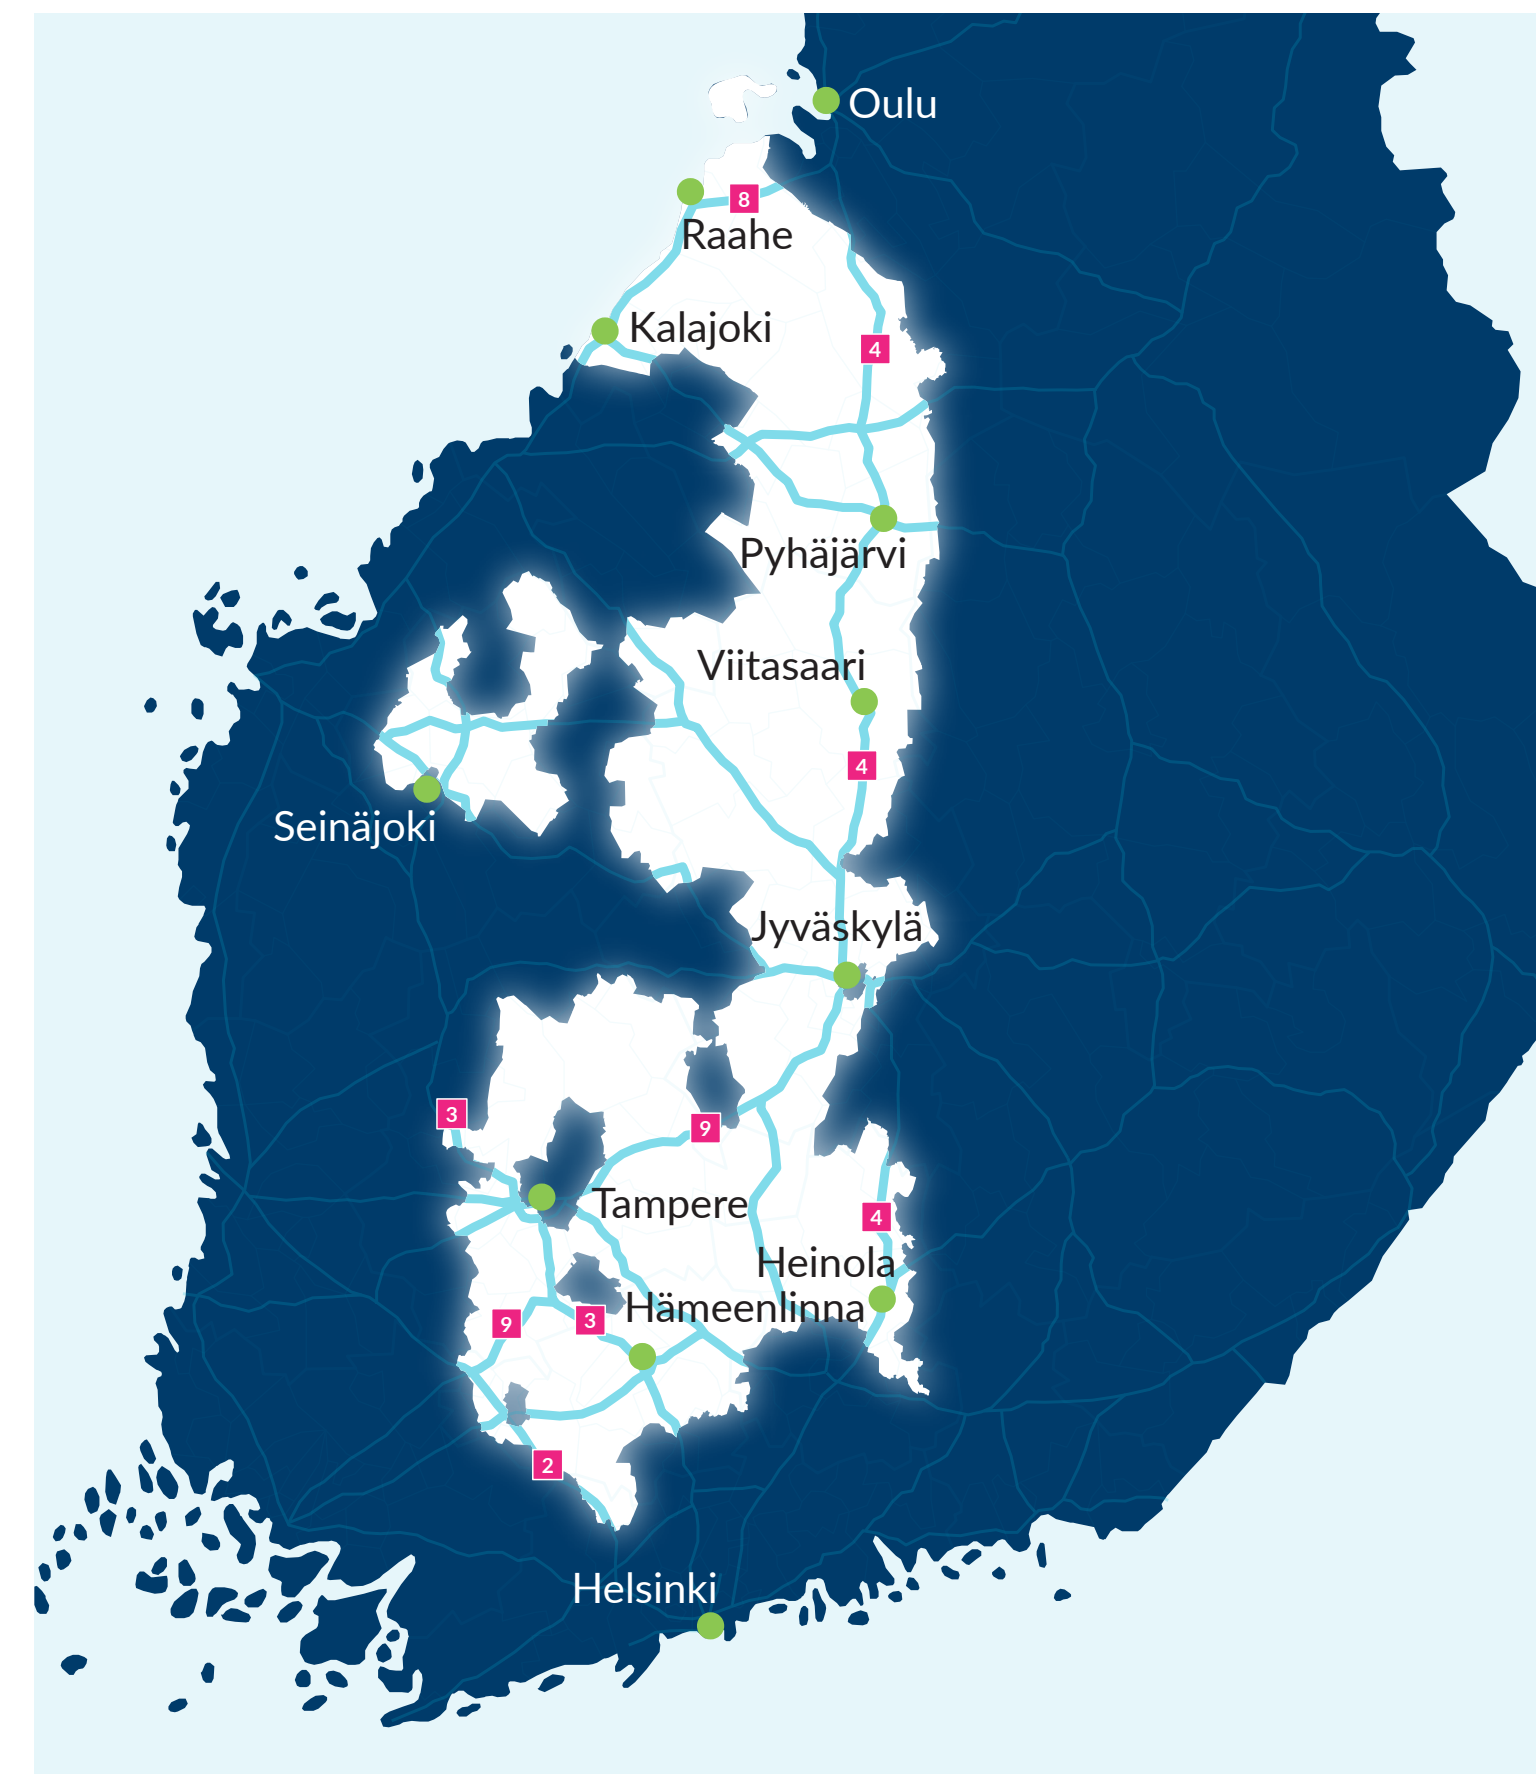 Oulu
8
Raahe
Kalajoki
4
Pyhäjärvi
Viitasaari
4
Seinäjoki
Jyväskylä
3
9
Tampere
4
Heinola
Hämeenlinna
9
3
2
Helsinki